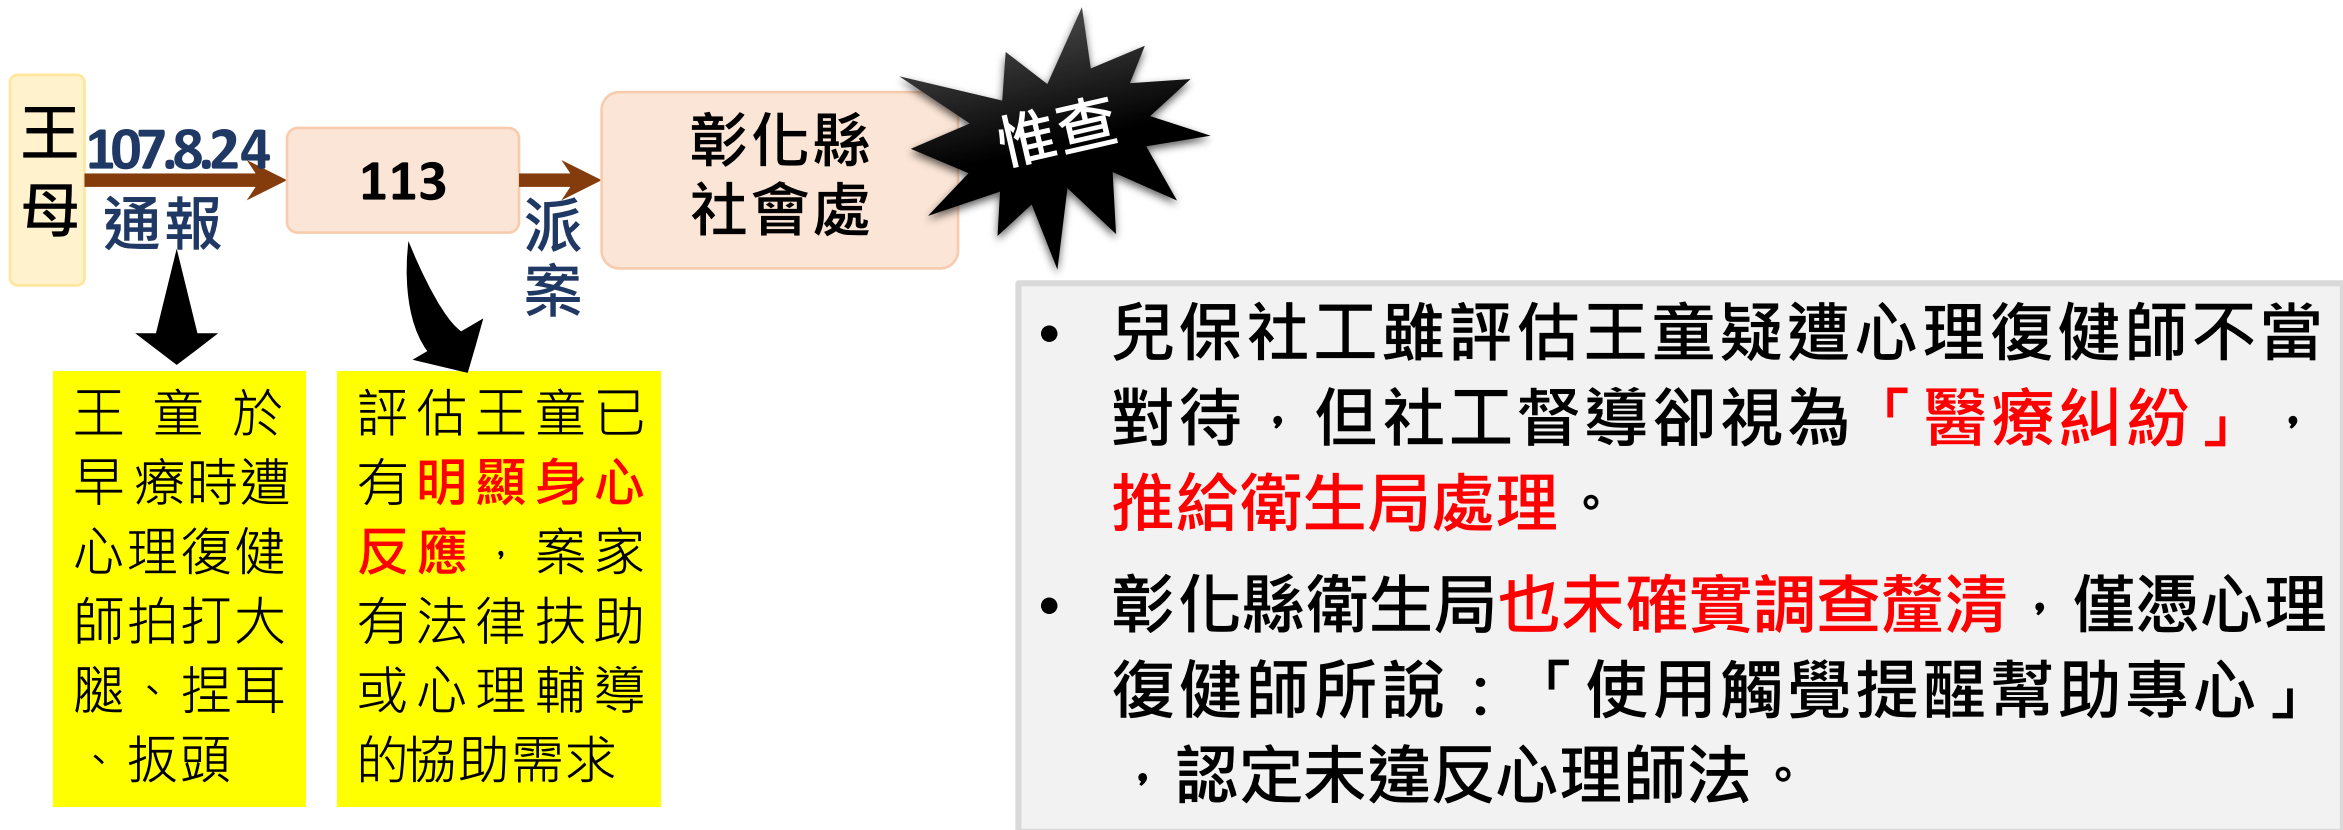 王
母
107.8.24
通報
113
派
案
彰化縣
社會處
惟查
王童於
早療時遭
心理復健
師拍打大
腿、捏耳
、扳頭
評估王童已
有明顯身心
反應，案家
有法律扶助
或心理輔導
的協助需求
• 兒保社工雖評估王童疑遭心理復健師不當
對待，但社工督導卻視為「醫療糾紛」，
推給衛生局處理。
• 彰化縣衛生局也未確實調查釐清，僅憑心理
復健師所說：「使用觸覺提醒幫助專心」
，認定未違反心理師法。